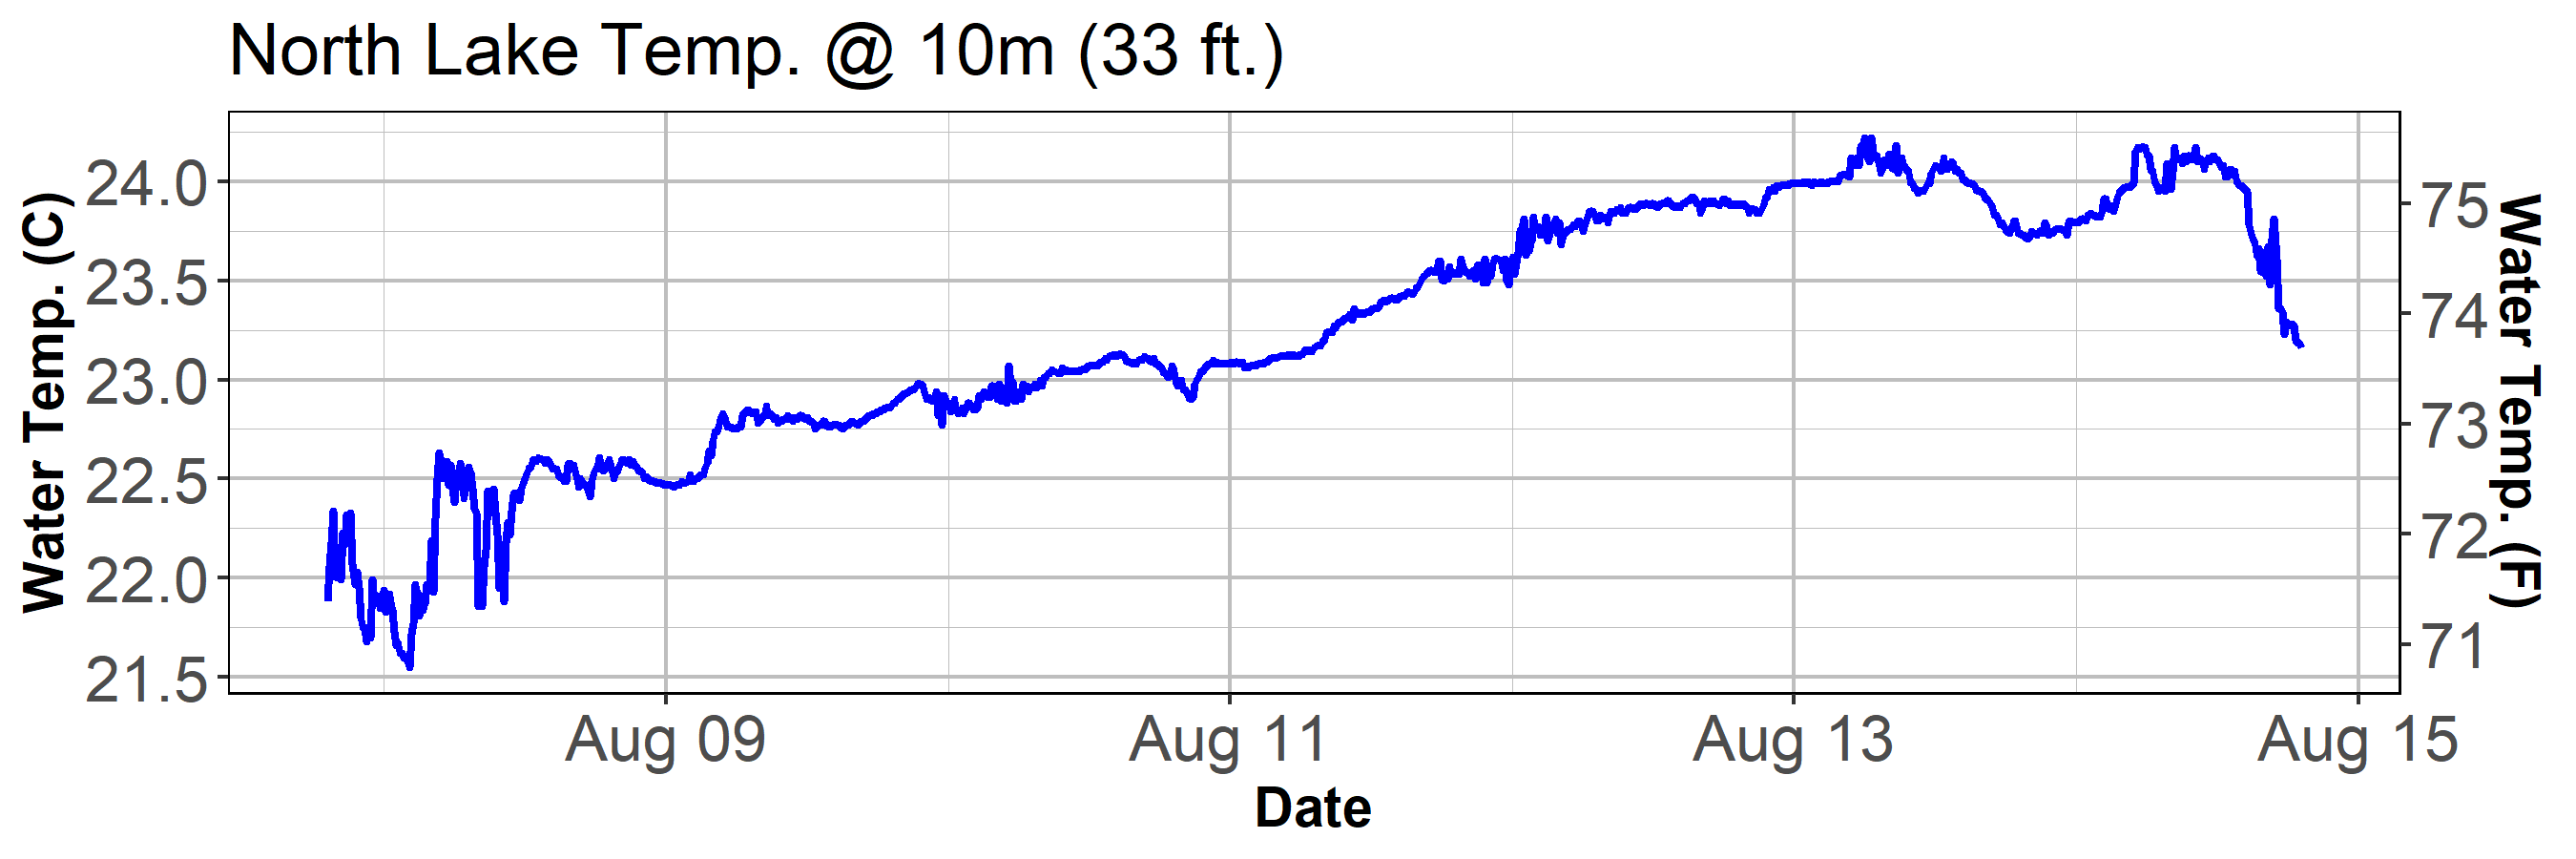 North Lake Temp. @ 10m (33 ft.)
Water Temp. (C)
24.0
23.5
23.0
22.5
22.0
21.5
75
74
73
72
71
Water Temp. (F)
Aug 09
Aug 11
Aug 13
Aug 15
Date